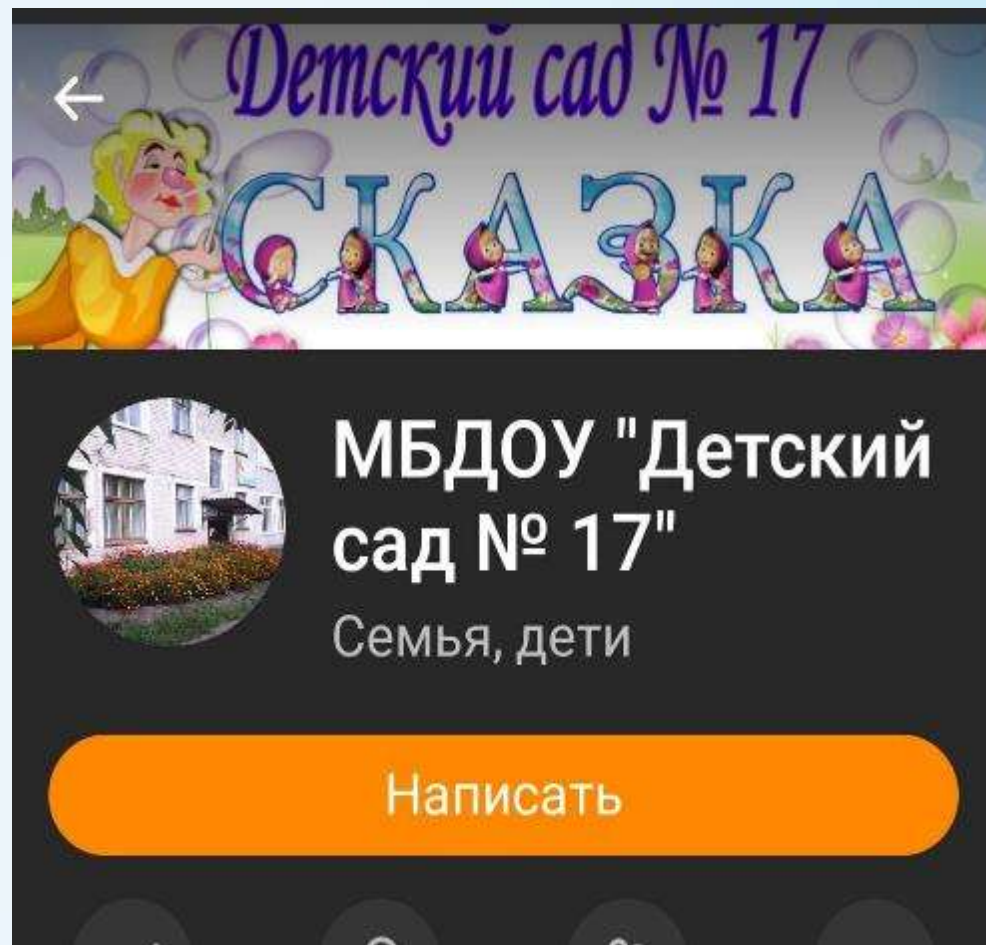 Детский сад № 17
СКАЗКА
МБДОУ "Детский
сад № 17"
Семья, дети
Написать